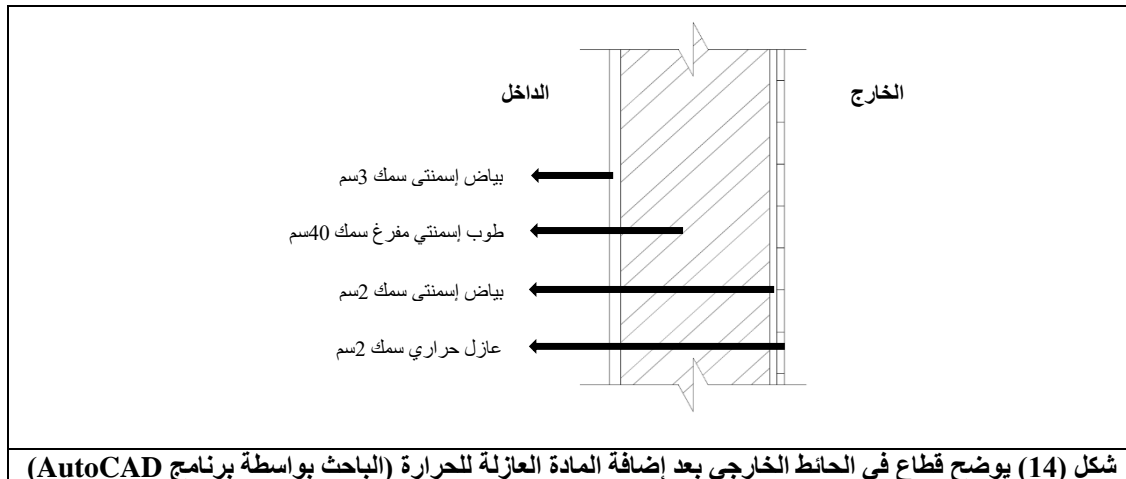 الخارج
الداخل
بياض إسمنتى سمك 3سم
طوب إسمنتي مفرغ سمك 40سم
بياض إسمنتى سمك 2سم
عازل حراري سمك 2سم
شكل (14) يوضح قطاع في الحائط الخارجي بعد إضافة المادة العازلة للحرارة (الباحث بواسطة برنامج AutoCAD)